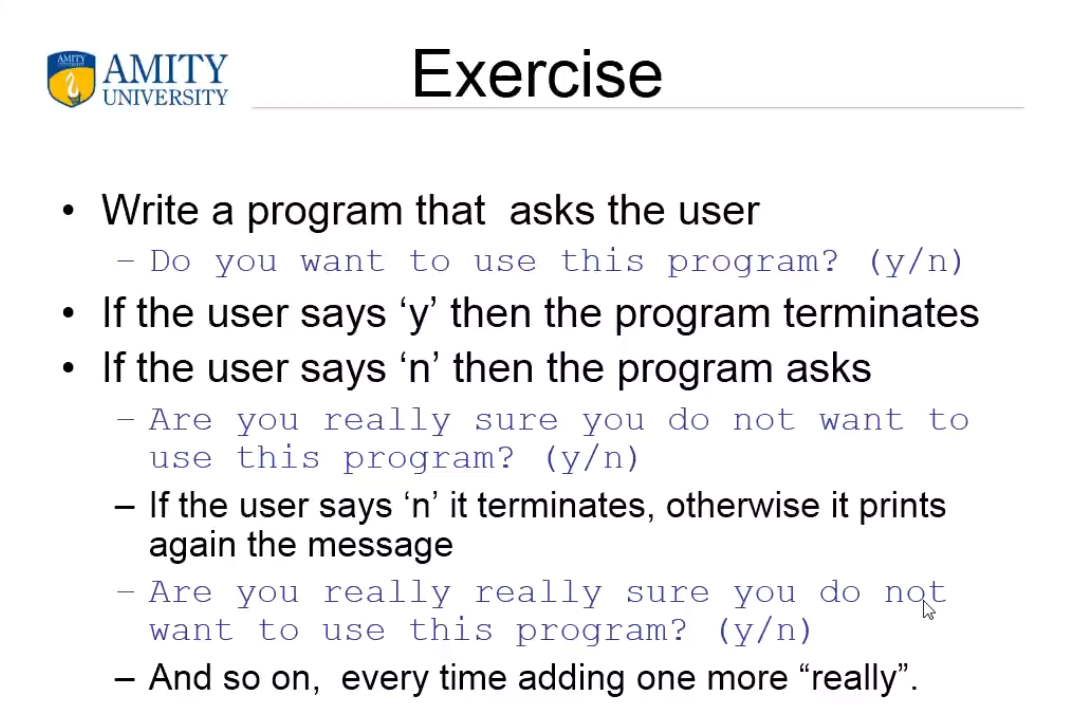 AMITY
AMITY
UNIVERSITY
Exercise
• Write a program that  asks the user
– Do you want to use this program? (y/n)
• If the user says ‘y’ then the program terminates
• If the user says ‘n’ then the program asks
– Are you really sure you do not want to
use this program? (y/n)
– If the user says ‘n’ it terminates, otherwise it prints
again the message
– Are you really really sure you do not
want to use this program? (y/n)
– And so on,  every time adding one more “really”.